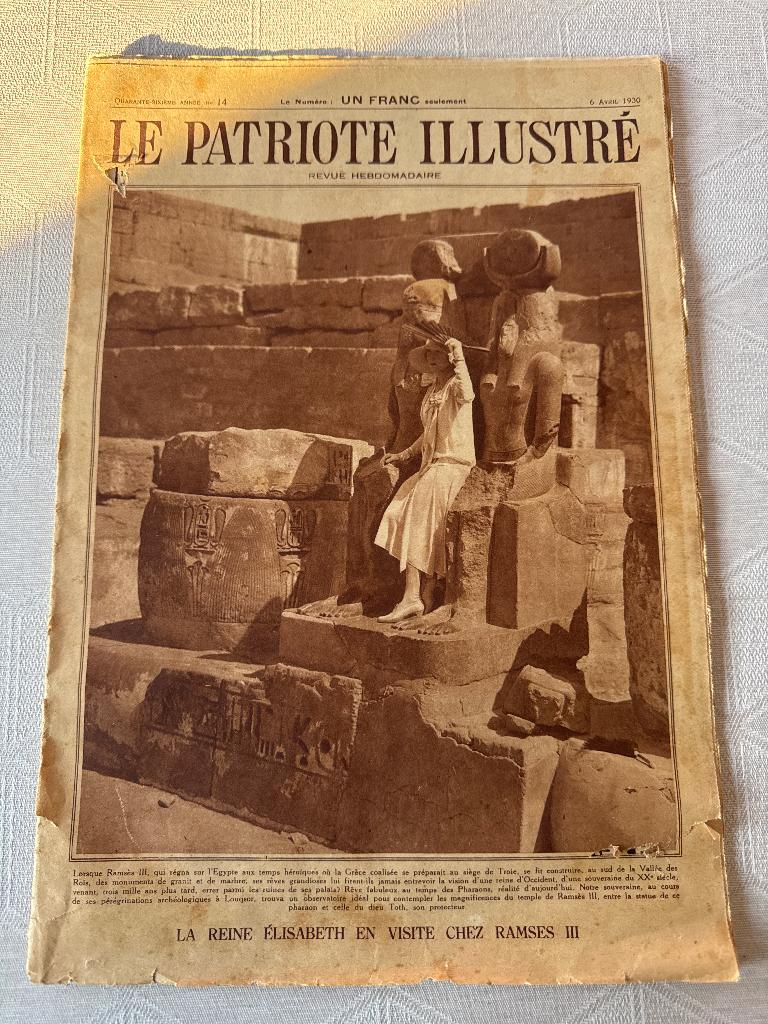 QUARANTE-SIXIÈME ANNÉE Nº 14 Le Numéro : UN FRANC seulement 6 AVRIL 1930
LE PATRIOTE ILLUSTRÉ
REVUE HEBDOMADAIRE
Lorsque Ramsès III, qui régna sur l'Egypte aux temps héroïques où la Grèce coalisée se préparait au siège de Troie, se fit construire, au sud de la Vallée des
Rois, des monuments de granit et de marbre, ses rêves grandioses lui firent-ils jamais entrevoir la vision d'une reine d'Occident, d'une souveraine du XXe siècle,
venant, trois mille ans plus tard, errer parmi les ruines de ses palais? Rêve fabuleux au temps des Pharaons, réalité d'aujourd'hui. Notre souveraine, au cours
de ses pérégrinations archéologiques à Louqsor, trouva un observatoire idéal pour contempler les magnificences du temple de Ramsès III, entre la statue de ce
pharaon et celle du dieu Toth, son protecteur
LA REINE ÉLISABETH EN VISITE CHEZ RAMSES III